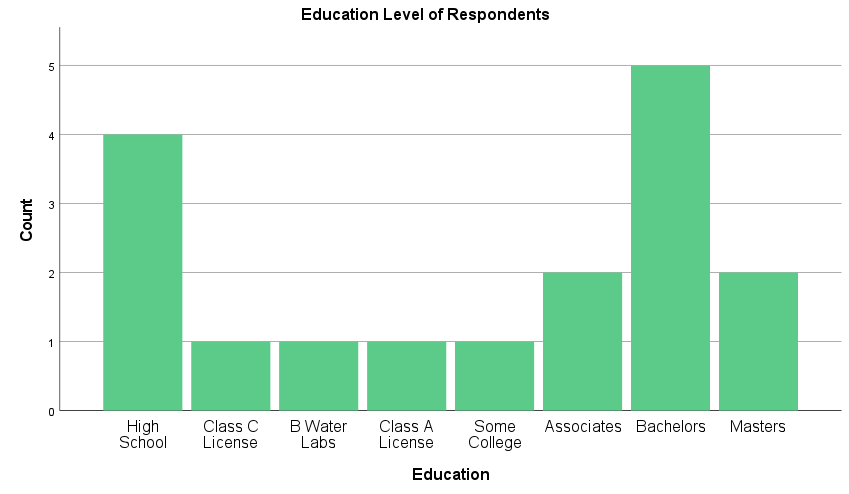 Education Level of Respondents
5
4
3
2
1
0
Count
High School
Class C License
B Water Labs
Class A License
Some College
Associates
Bachelors
Masters
Education